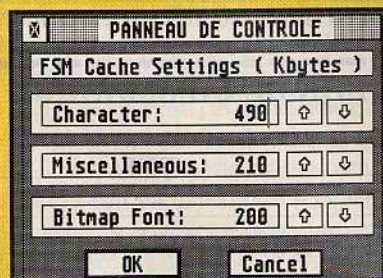 PANNEAU DE CONTROLE
FSM Cache Settings ( Kbytes )
Character: 490
Miscellaneous: 210
Bitmap Font: 200
OK Cancel